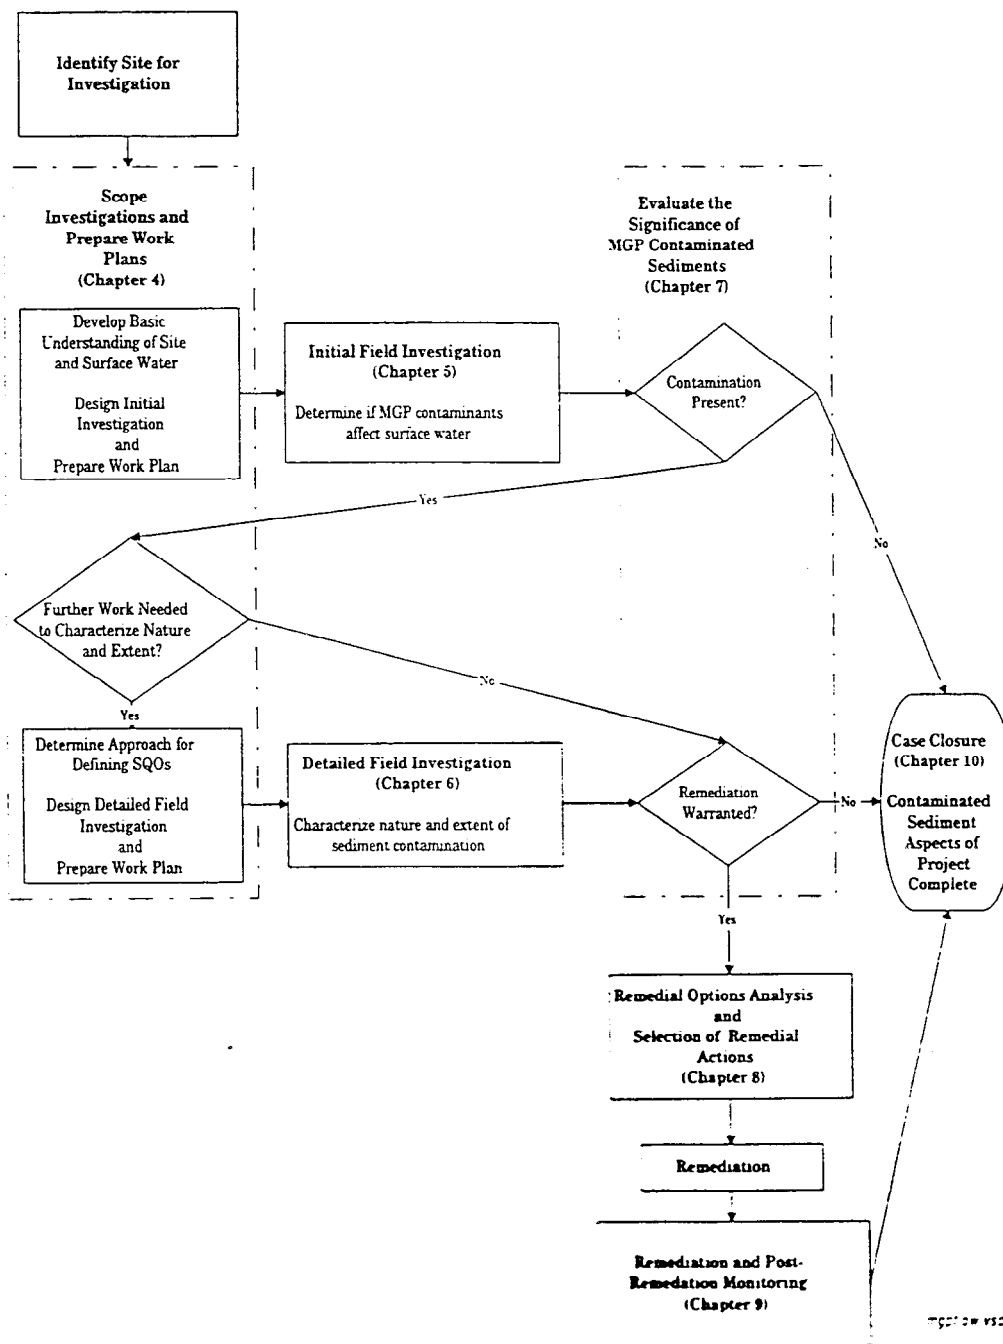 Identify Site for
Investigation
Scope
Investigations and
Prepare Work
Plans
(Chapter 4)
Evaluate the
Significance of
MGP Contaminated
Sediments
(Chapter 7)
Develop Basic
Understanding of Site
and Surface Water
Design Initial
Investigation
and
Prepare Work Plan
Initial Field Investigation
(Chapter 5)
Determine if MGP contaminants
affect surface water
Contamination
Present?
Yes
No
Further Work Needed
to Characterize Nature
and Extent?
No
Yes
Determine Approach for
Defining SQOs
Design Detailed Field
Investigation
and
Prepare Work Plan
Detailed Field Investigation
(Chapter 6)
Characterize nature and extent of
sediment contamination
Remediation
Warranted?
No
Case Closure
(Chapter 10)
Contaminated
Sediment
Aspects of
Project
Complete
Yes
Remedial Options Analysis
and
Selection of Remedial
Actions
(Chapter 8)
Remediation
Remediation and Post-
Remedation Monitoring
(Chapter 9)